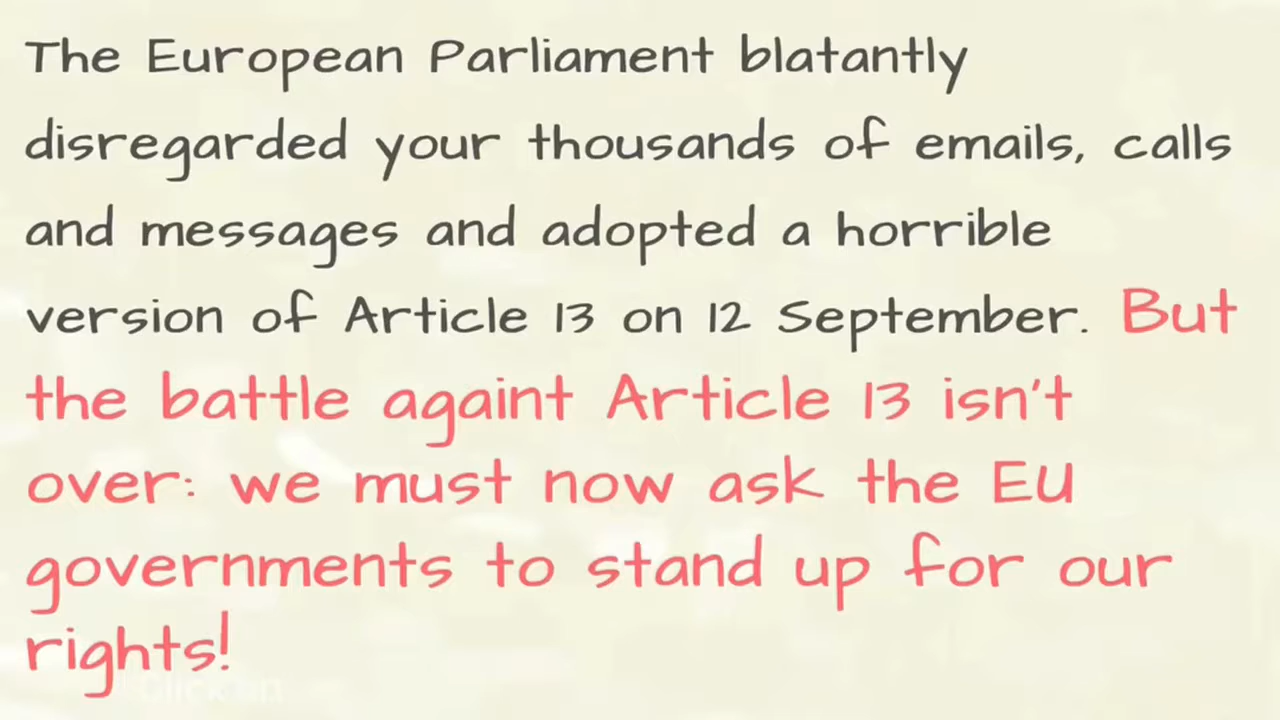 The European Parliament blatantly
disregarded your thousands of emails, calls
and messages and adopted a horrible
version of Article 13 on 12 September. But
the battle againt Article 13 isn't
over: we must now ask the EU
governments to stand up for our
rights!